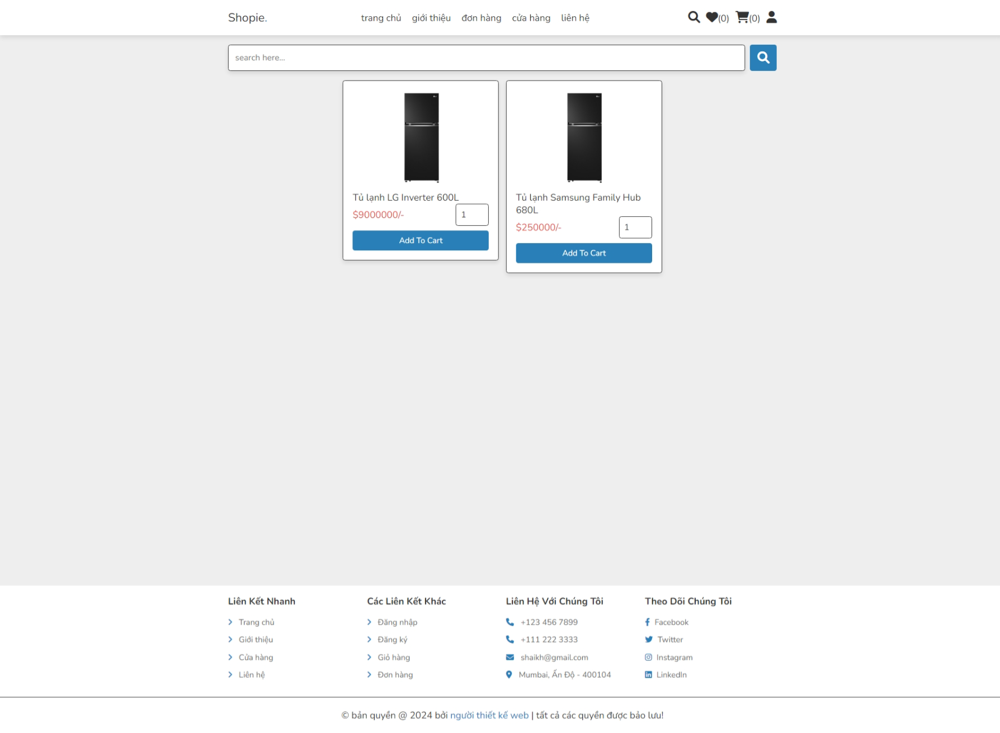 Shopie.
trang chủ giới thiệu đơn hàng cửa hàng liên hệ
(0) (0)
search here...
Tủ lạnh LG Inverter 600L
$9000000/-
1
Add To Cart
Tủ lạnh Samsung Family Hub
680L
$250000/-
1
Add To Cart
Liên Kết Nhanh
Trang chủ
Giới thiệu
Cửa hàng
Liên hệ
Các Liên Kết Khác
Đăng nhập
Đăng ký
Giỏ hàng
Đơn hàng
Liên Hệ Với Chúng Tôi
+123 456 7899
+111 222 3333
shaikh@gmail.com
Mumbai, Ấn Độ - 400104
Theo Dõi Chúng Tôi
Facebook
Twitter
Instagram
LinkedIn
© bản quyền @ 2024 bởi người thiết kế web | tất cả các quyền được bảo lưu!